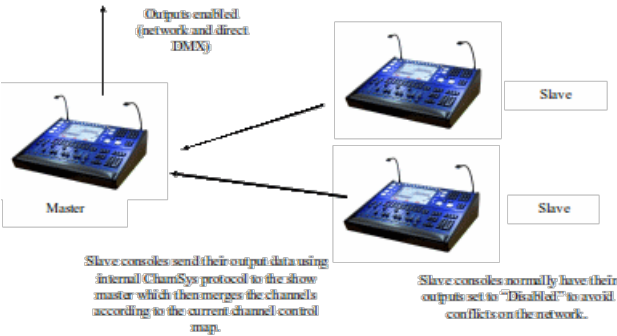 Outputs enabled
(network and direct
DMX)
Slave
Master
Slave
Slave consoles send their output data using
internal ChamSys protocol to the show
master which then merges the channels
according to the current channel control
map.
Slave consoles normally have their
outputs set to “Disabled” to avoid
conflicts on the network.